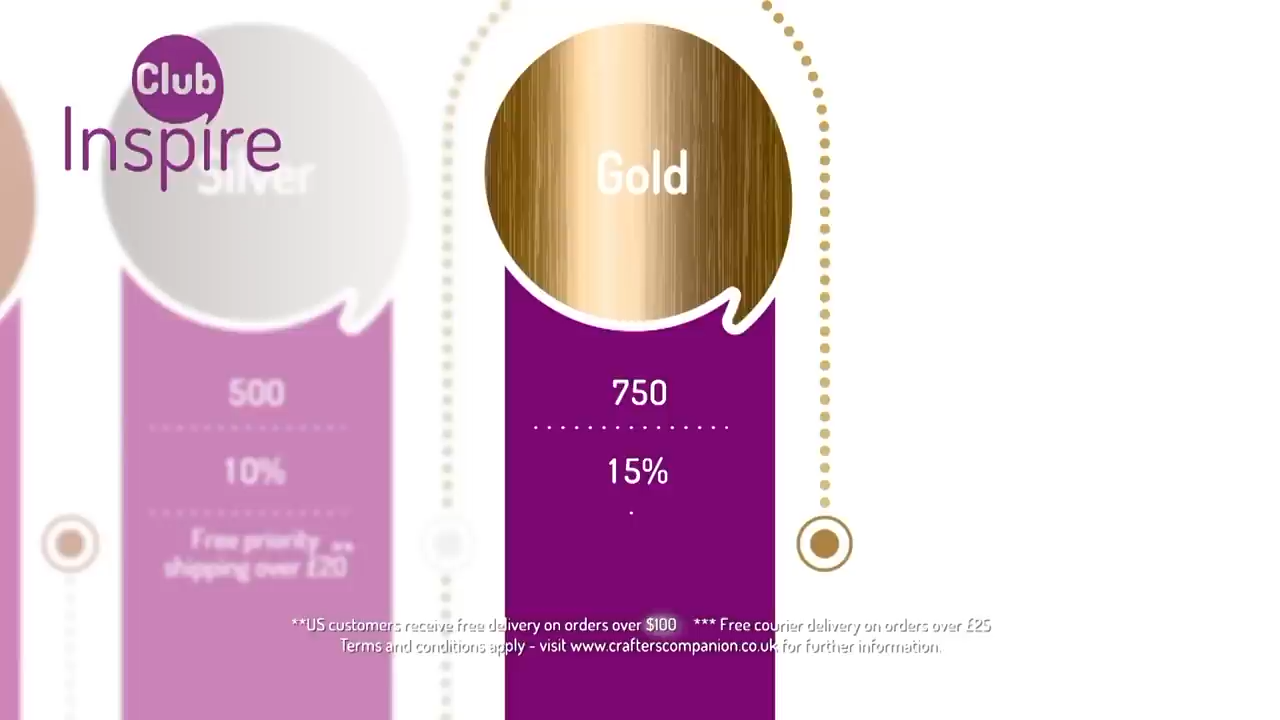 Club
Inspire
Silver
500
10%
Free priority **
shipping over £20
Gold
750
15%
**US customers receive free delivery on orders over $100 *** Free courier delivery on orders over £25
Terms and conditions apply - visit www.crafterscompanion.co.uk for further information.